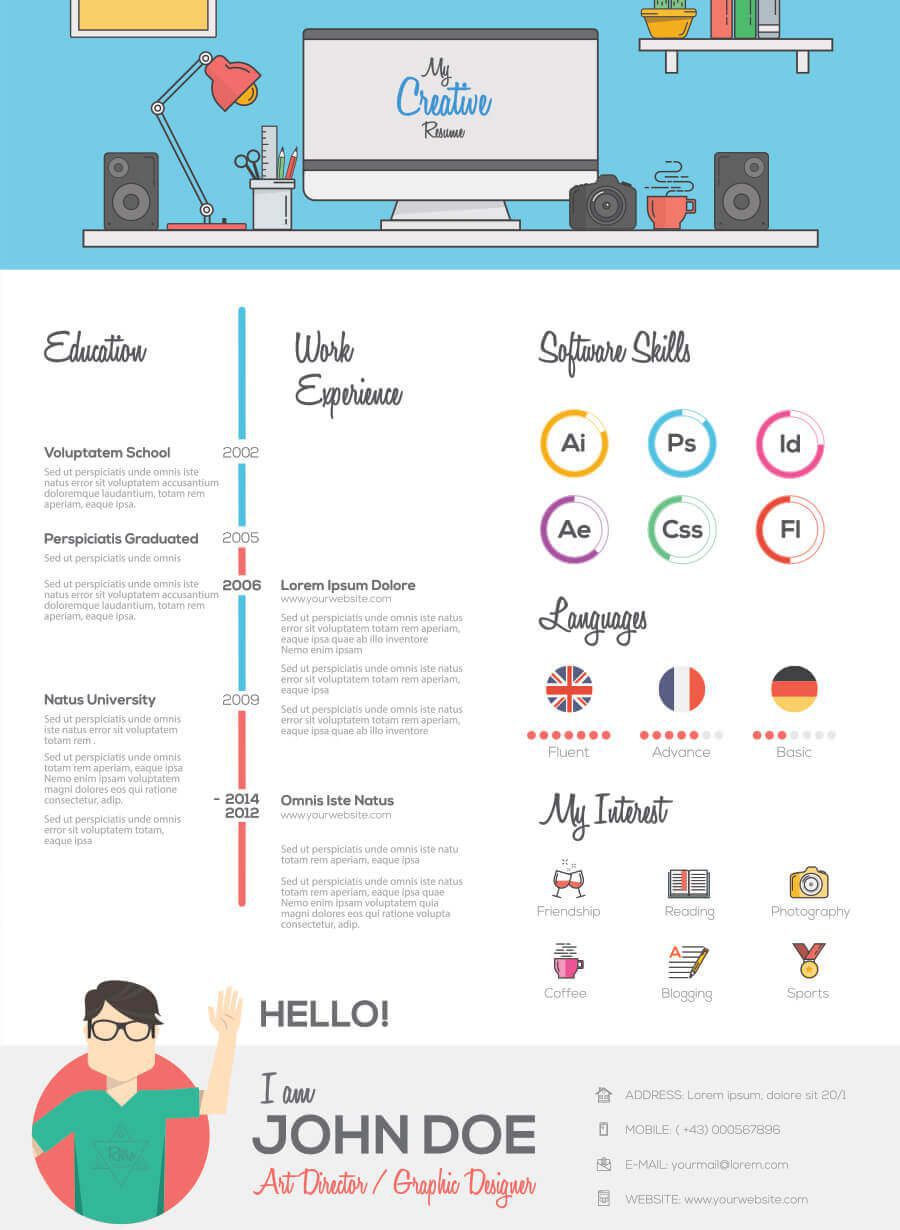 My
Creative
Resume
Education
Voluptatem School
2002
Sed ut perspiciatis unde omnis iste
natus error sit voluptatem accusantium
doloremque laudantium, totam rem
aperiam, eaque ipsa.
Perspiciatis Graduated
2005
Sed ut perspiciatis unde omnis
Sed ut perspiciatis unde omnis iste
natus error sit voluptatem accusantium
doloremque laudantium, totam rem
aperiam, eaque ipsa.
2006
Natus University
2009
Sed ut perspiciatis unde omnis
iste natus error sit voluptatem
totam rem .
Sed ut perspiciatis unde omnis
totam rem aperiam, eaque ipsa
Nemo enim ipsam voluptatem
magni dolores eos qui ratione
consectetur, adip.
Sed ut perspiciatis unde omnis
error sit voluptatem totam,
eaque ipsa
- 2014
2012
Work
Experience
Lorem Ipsum Dolore
www.yourwebsite.com
Sed ut perspiciatis unde omnis iste natus
error sit voluptatem totam rem aperiam,
eaque ipsa quae ab illo inventore
Nemo enim ipsam
Sed ut perspiciatis unde omnis iste natus
error sit voluptatem totam rem aperiam,
eaque ipsa
Sed ut perspiciatis unde omnis iste natus
error sit voluptatem totam rem aperiam,
eaque ipsa quae ab illo inventore
Omnis Iste Natus
www.yourwebsite.com
Sed ut perspiciatis unde omnis iste natu
totam rem aperiam, eaque ipsa
Sed ut perspiciatis unde omnis iste natus
totam rem aperiam, eaque ipsa quae
Nemo enim ipsam voluptatem quia
magni dolores eos qui ratione volupta
consectetur, adip.
Software Skills
Ai Ps Id
Ae Css Fl
Languages
Fluent Advance Basic
My Interest
Friendship Reading Photography
A
Coffee Blogging Sports
HELLO!
I am
JOHN DOE
Art Director / Graphic Designer
ADDRESS: Lorem ipsum, dolore sit 20/1
MOBILE: ( +43) 000567896
E-MAIL: yourmail@lorem.com
WEBSITE: www.yourwebsite.com